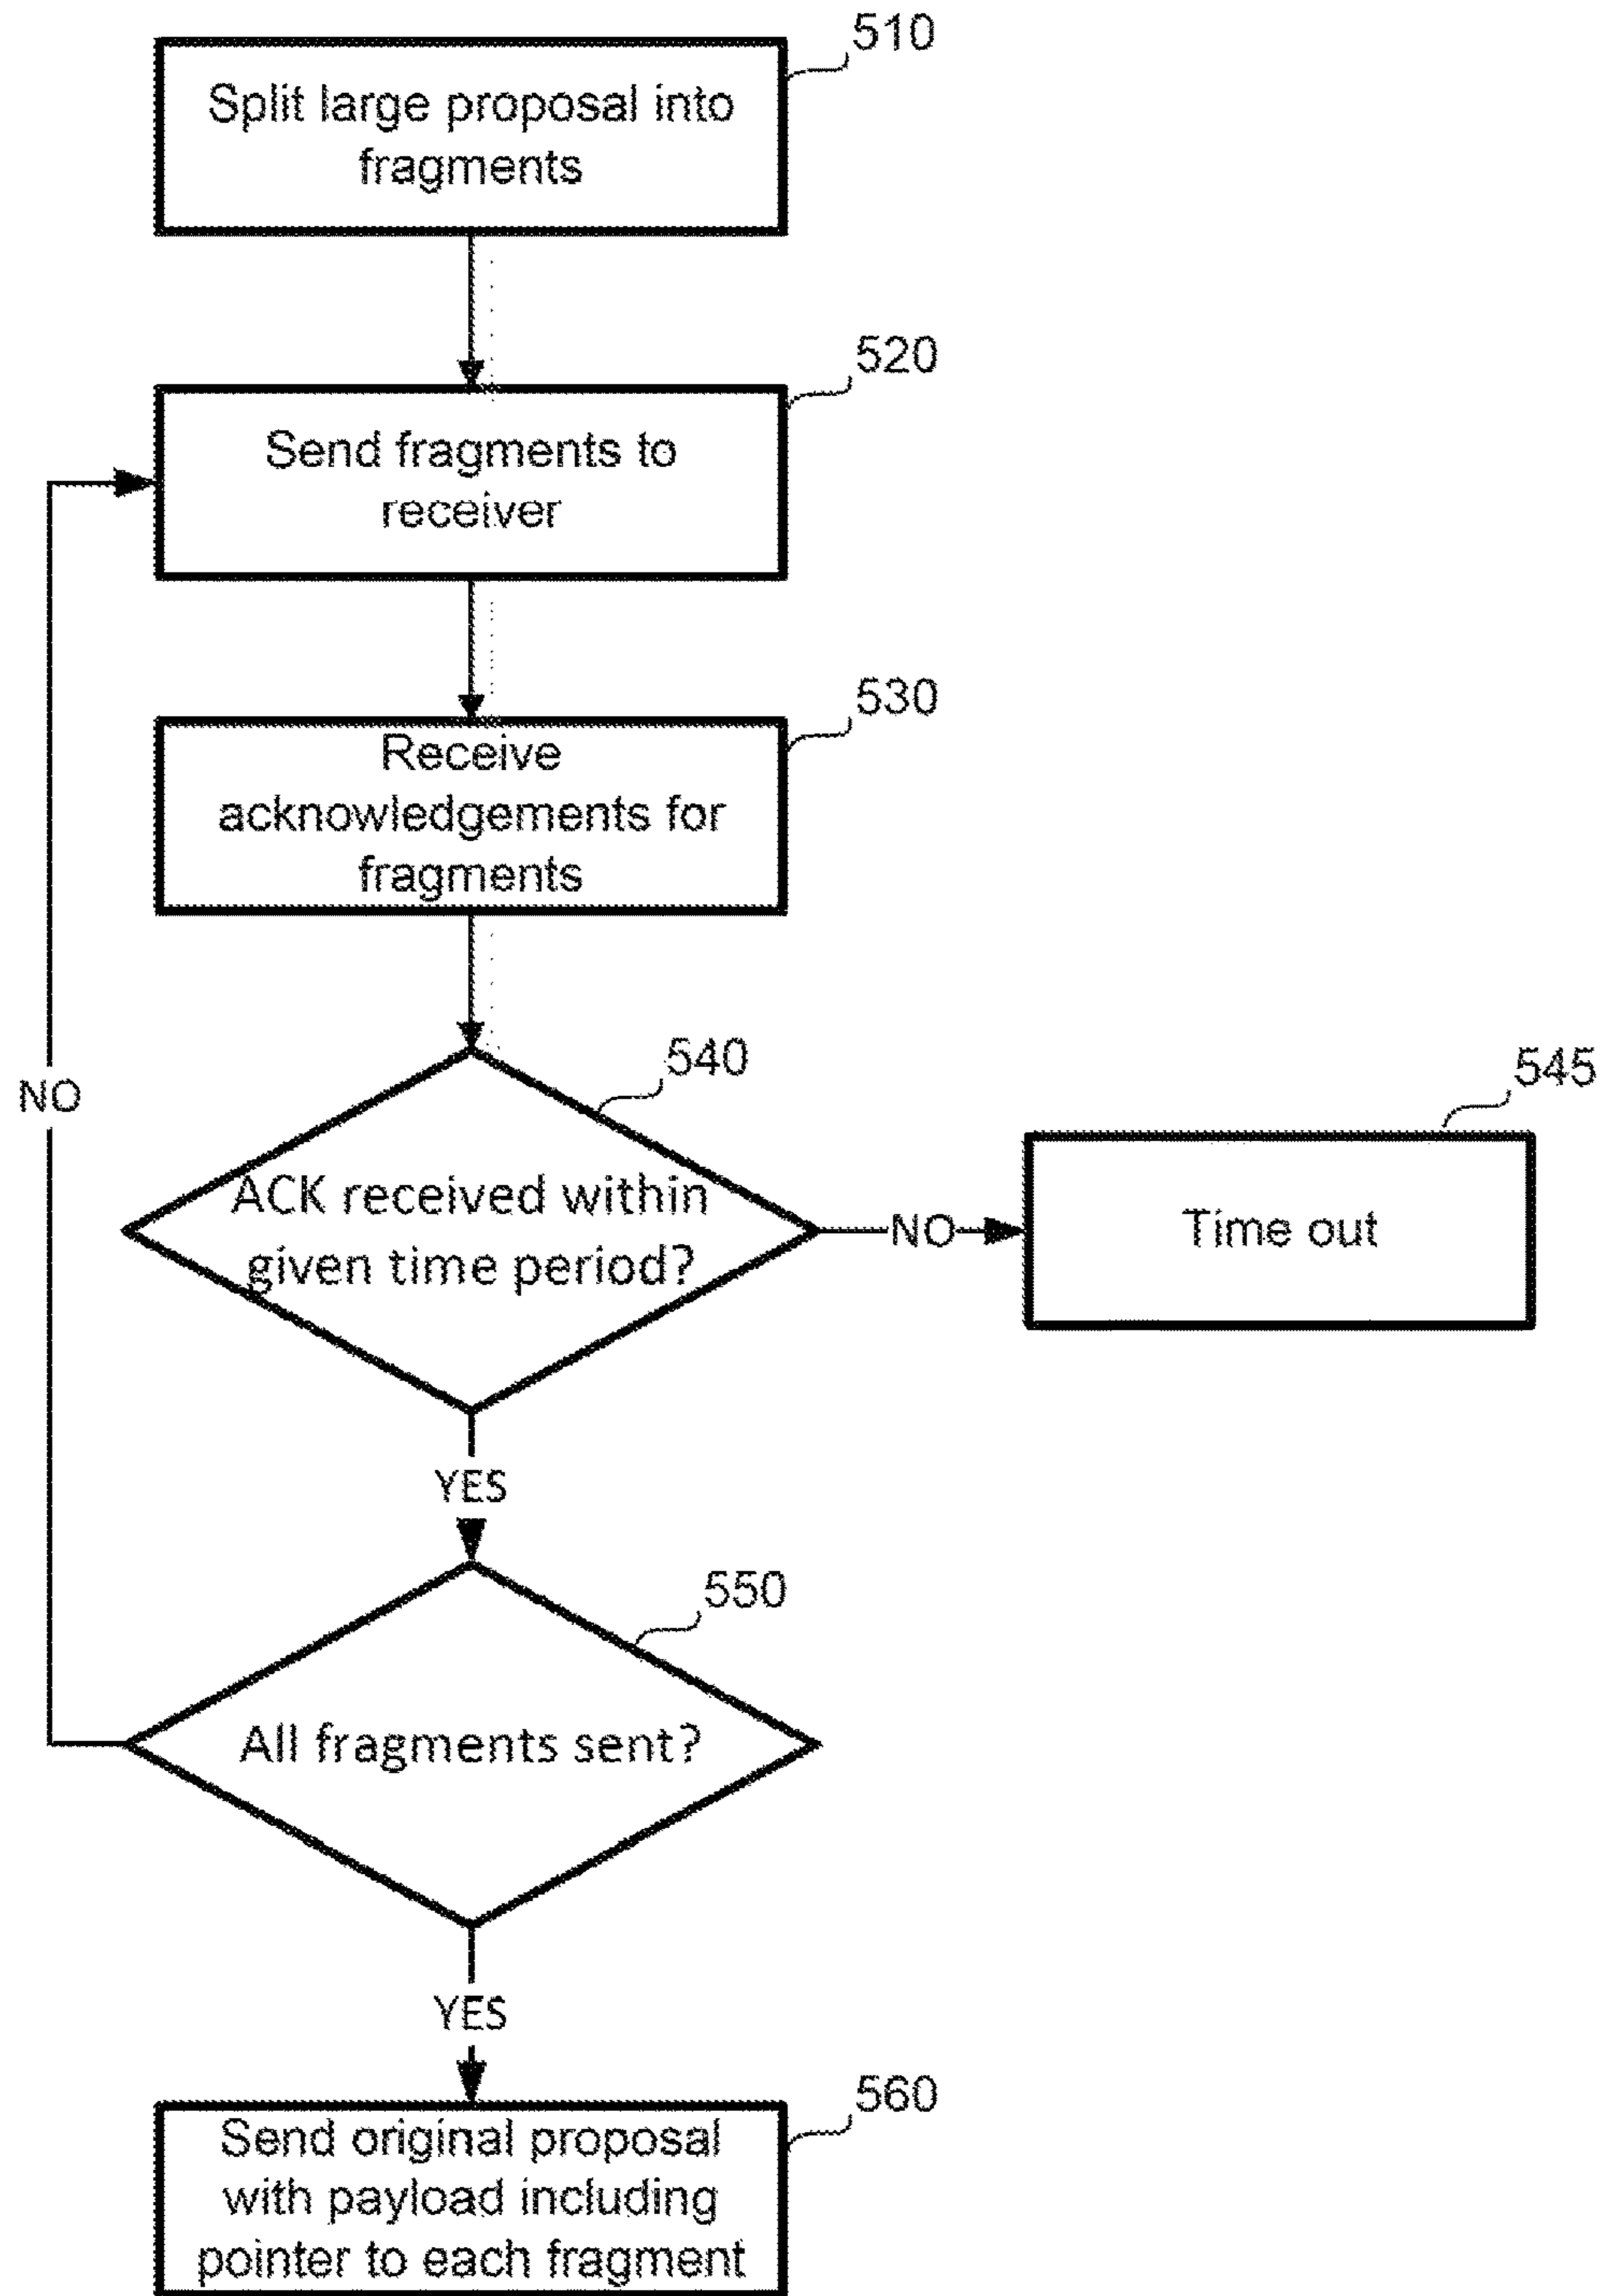 510
Split large proposal into
fragments
520
Send fragments to
receiver
530
Receive
acknowledgements for
fragments
540
ACK received within
given time period?
NO
545
Time out
NO
YES
550
All fragments sent?
YES
560
Send original proposal
with payload including
pointer to each fragment